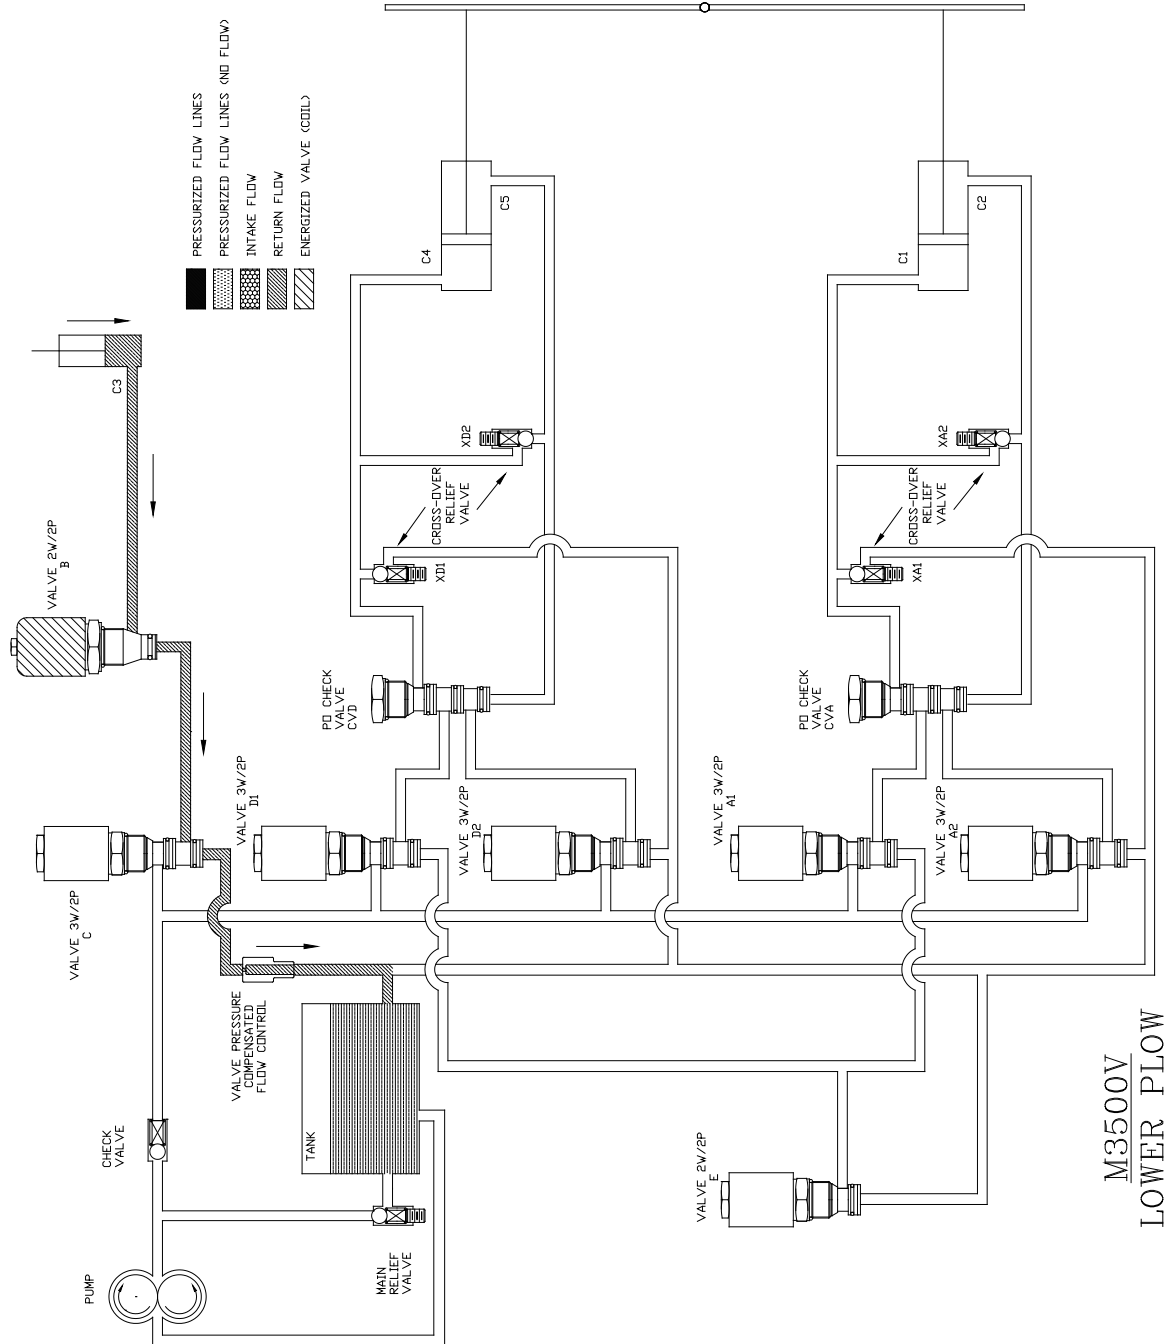 PRESSURIZED FLOW LINES
PRESSURIZED FLOW LINES (NO FLOW)
INTAKE FLOW
RETURN FLOW
ENERGIZED VALVE (COIL)
C3
VALVE 2W/2P
B
VALVE 3W/2P
C
VALVE PRESSURE
COMPENSATED
FLOW CONTROL
CHECK
VALVE
PUMP
TANK
MAIN
RELIEF
VALVE
C4
C5
XD2
CROSS-OVER
RELIEF
VALVE
XD1
PO CHECK
VALVE
CVD
VALVE 3W/2P
D1
VALVE 3W/2P
D2
C1
C2
XA2
CROSS-OVER
RELIEF
VALVE
XA1
PO CHECK
VALVE
CVA
VALVE 3W/2P
A1
VALVE 3W/2P
A2
VALVE 2W/2P
E
M3500V
LOWER PLOW